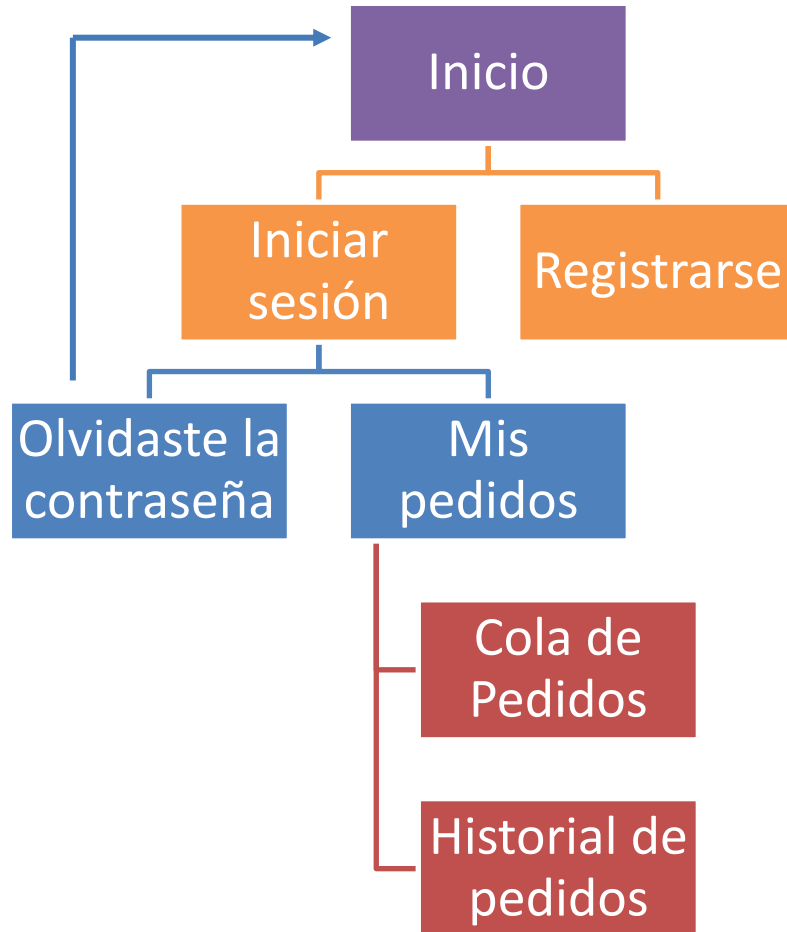 Inicio
Iniciar
sesión
Registrarse
Olvidaste la
contraseña
Mis
pedidos
Cola de
Pedidos
Historial de
pedidos